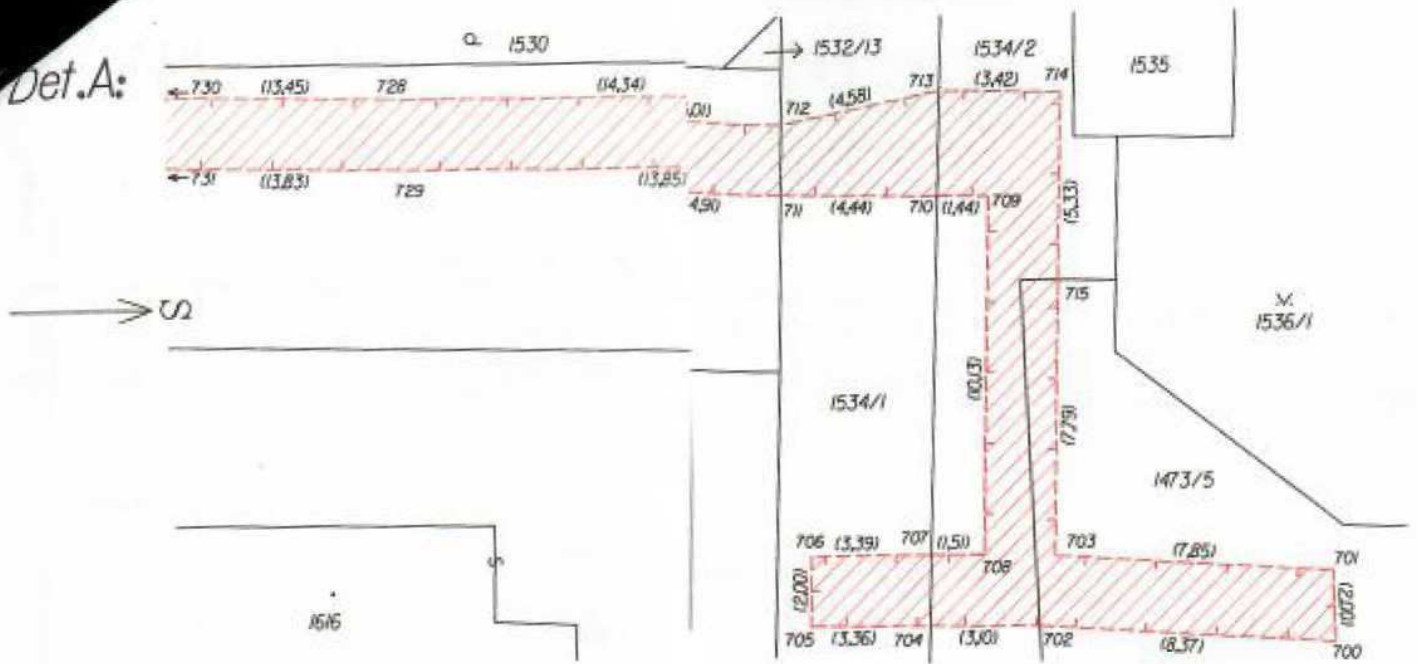 Det.A:
1530
1532/13
1534/2
1535
730 (13,45) 728 (14,34)
,01)
712 (4,58) 713 (3,42) 714
731 (13,83) 729 (13,85)
4,90
711 (4,44) 710 (1,44) 709
(5,33)
S
715
1536/1
(10,13)
1534/1
(7,79)
1473/5
706 (3,39) 707 (1,51) 708
703 (7,85) 701
(2,00)
(2,00)
1616
705 (3,36) 704 (3,10) 702 (8,37) 700